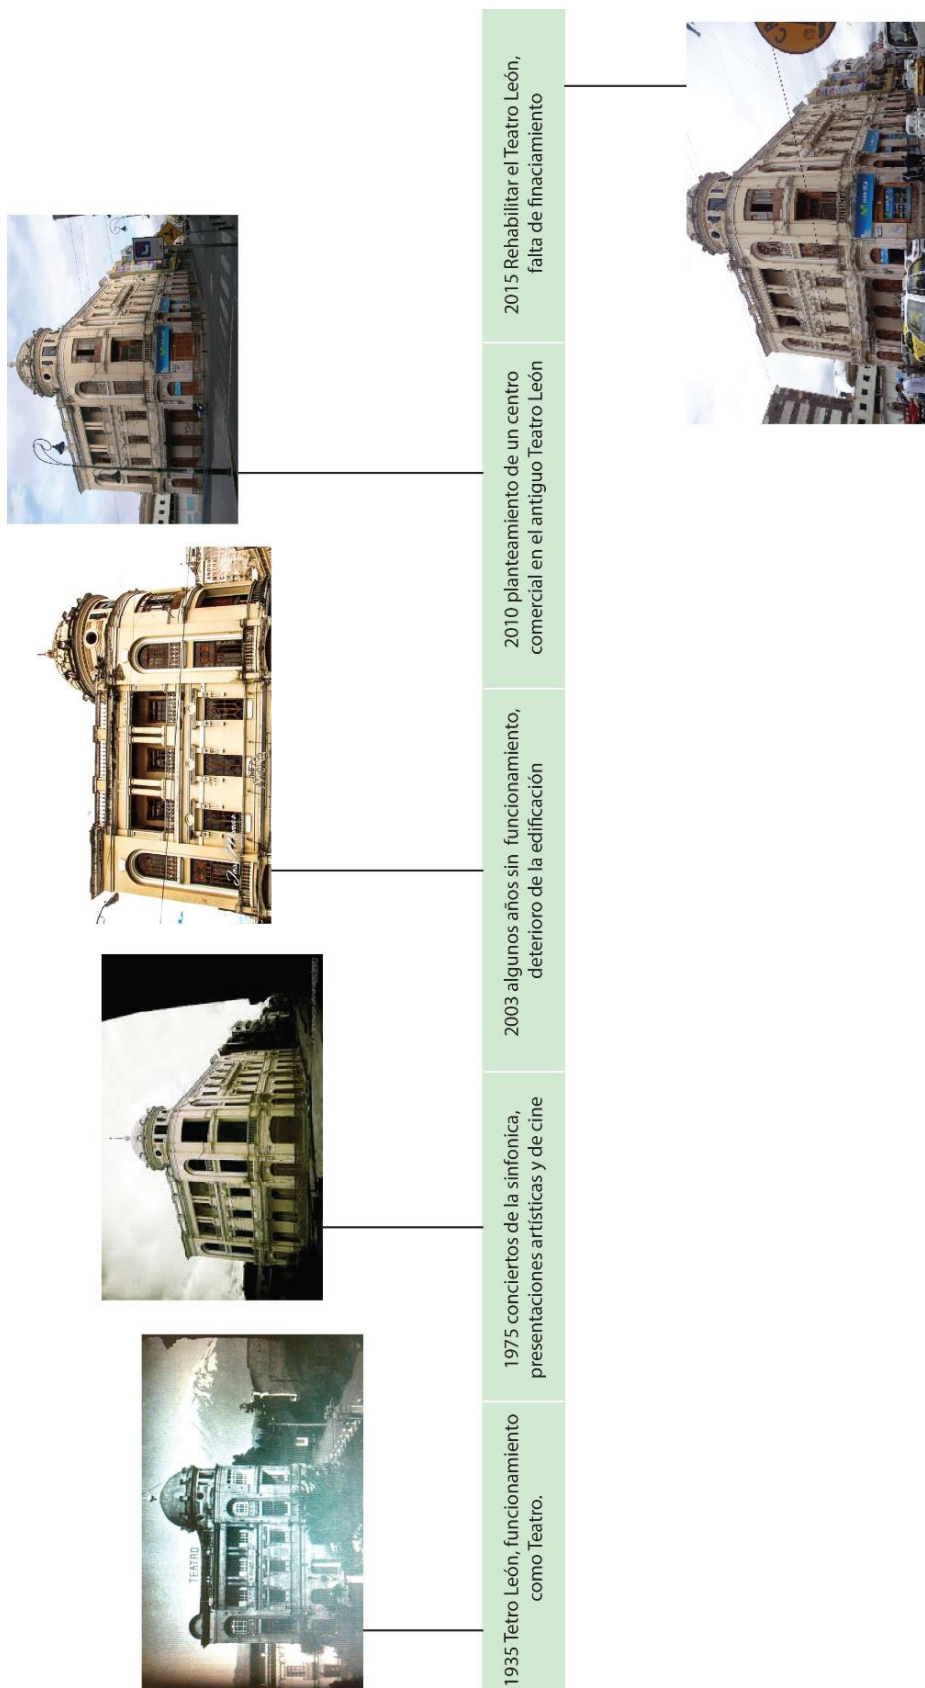 TEATRO
1935 Tetro León, funcionamiento
como Teatro.
1975 conciertos de la sinfonica,
presentaciones artísticas y de cine
2003 algunos años sin funcionamiento,
deterioro de la edificación
2010 planteamiento de un centro
comercial en el antiguo Teatro León
2015 Rehabilitar el Teatro León,
falta de finaciamiento